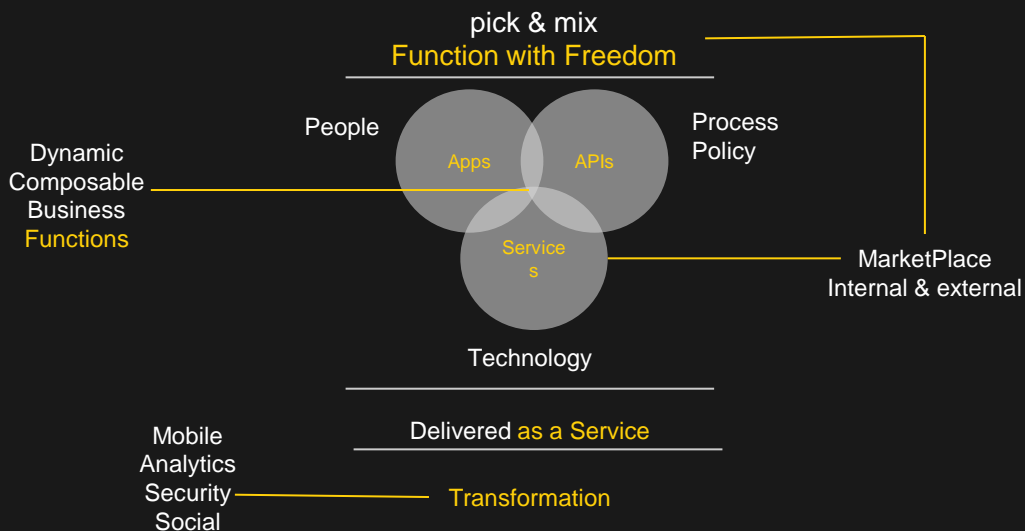 pick & mix
Function with Freedom
People
Process
Policy
Dynamic
Composable
Business
Functions
Apps
APIs
Service
s
MarketPlace
Internal & external
Technology
Delivered as a Service
Mobile
Analytics
Security
Social
Transformation